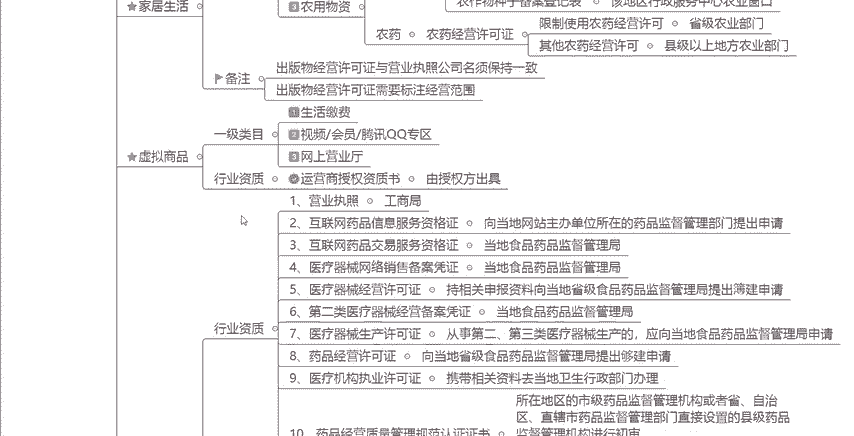 家居生活
农用物资
农作物种子备案登记表
该地区行政服务中心农业窗口
农药
农药经营许可证
限制使用农药经营许可
省级农业部门
其他农药经营许可
县级以上地方农业部门
备注
出版物经营许可证与营业执照公司名须保持一致
出版物经营许可证需要标注经营范围
虚拟商品
一级类目
1 生活缴费
2 视频/会员/腾讯QQ专区
3 网上营业厅
行业资质
运营商授权资质书
由授权方出具
行业资质
1、营业执照
工商局
2、互联网药品信息服务资格证
向当地网站主办单位所在的药品监督管理部门提出申请
3、互联网药品交易服务资格证
当地食品药品监督管理局
4、医疗器械网络销售备案凭证
当地食品药品监督管理局
5、医疗器械经营许可证
持相关申报资料向当地省级食品药品监督管理局提出簿建申请
6、第二类医疗器械经营备案凭证
当地食品药品监督管理局
7、医疗器械生产许可证
从事第二、第三类医疗器械生产的，应向当地食品药品监督管理局申请
8、药品经营许可证
向当地省级食品药品监督管理局提出够建申请
9、医疗机构执业许可证
携带相关资料去当地卫生行政部门办理
10、药品经营质量管理规范认证证书
所在地区的市级药品监督管理机构或者省、自治
区、直辖市药品监督管理部门直接设置的县级药品
监督管理机构进行初审